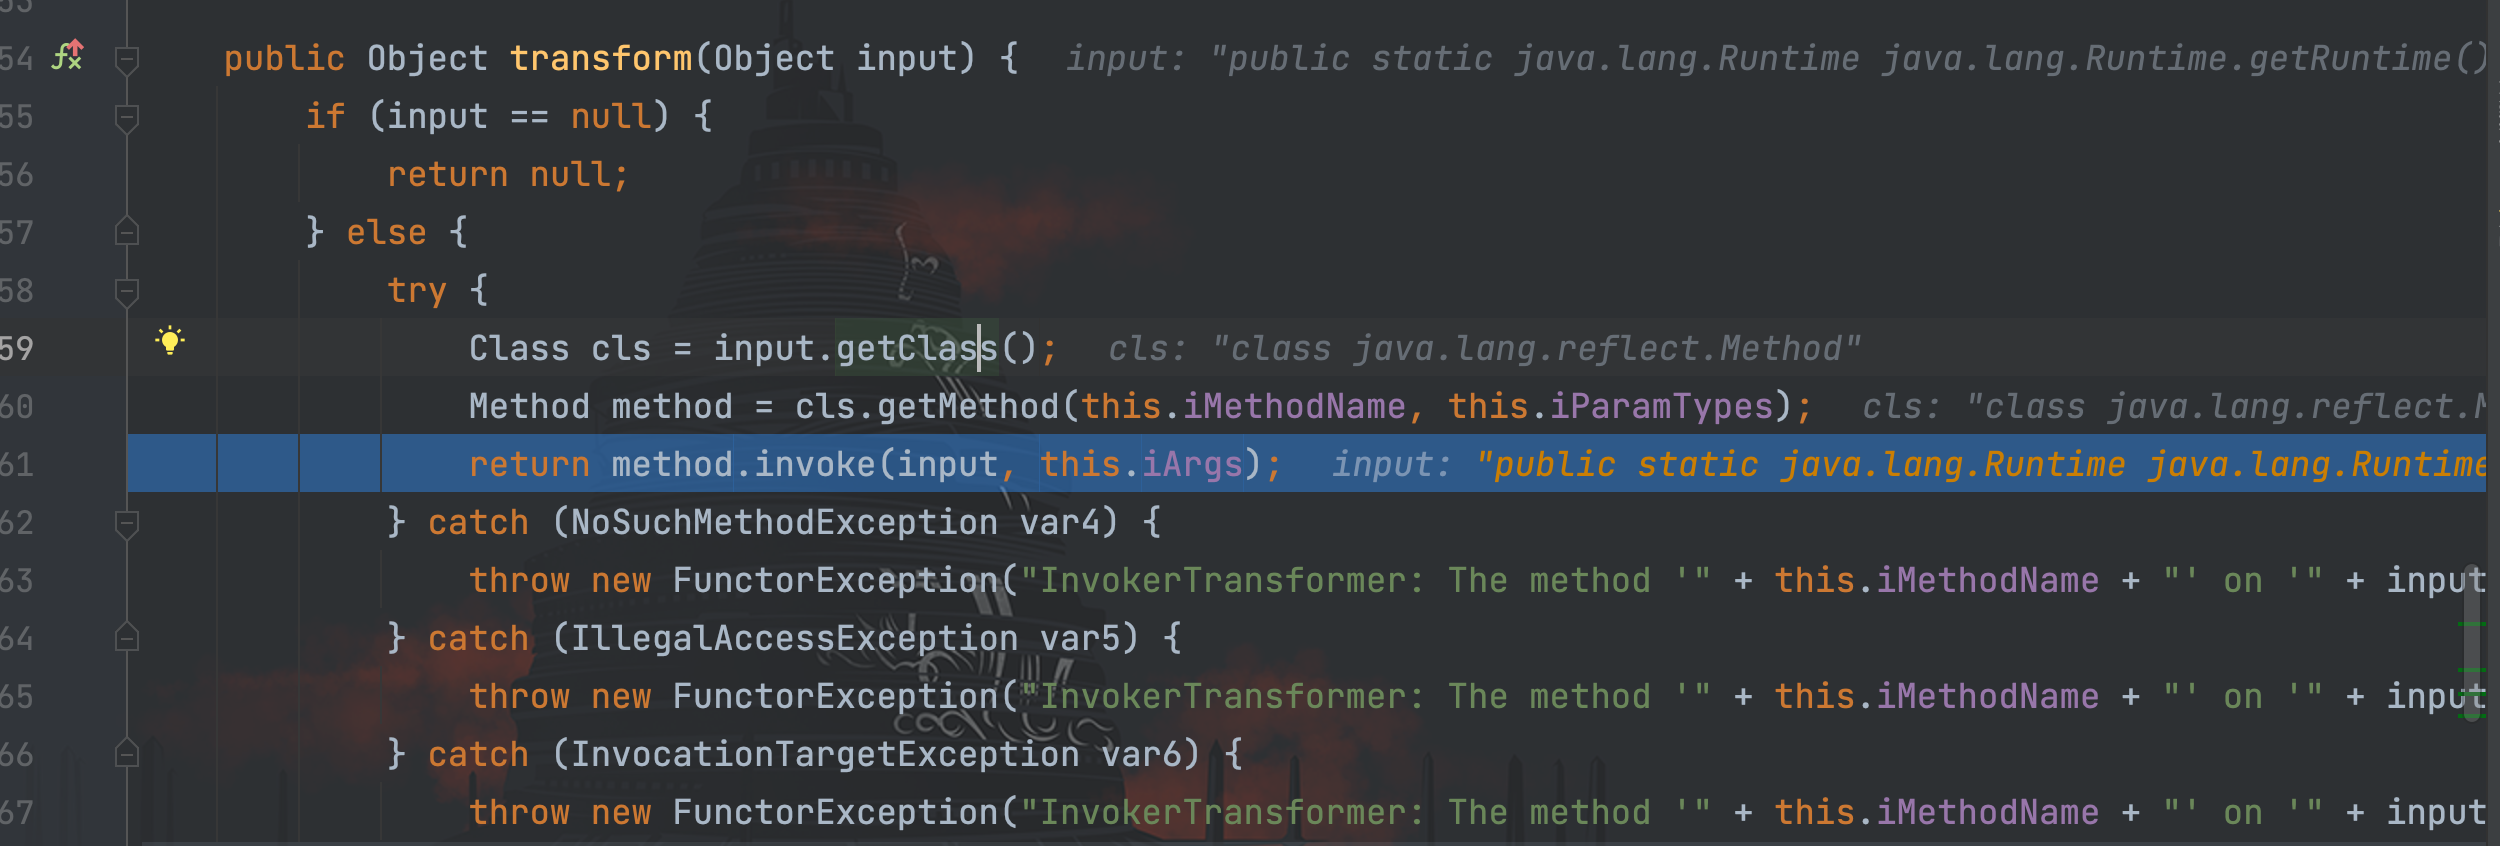 53
54 public Object transform(Object input) { input: "public static java.lang.Runtime java.lang.Runtime.getRuntime()
55 if (input == null) {
56 return null;
57 } else {
58 try {
59 Class cls = input.getClass(); cls: "class java.lang.reflect.Method"
60 Method method = cls.getMethod(this.iMethodName, this.iParamTypes); cls: "class java.lang.reflect.M
61 return method.invoke(input, this.iArgs); input: "public static java.lang.Runtime java.lang.Runtime
62 } catch (NoSuchMethodException var4) {
63 throw new FunctorException("InvokerTransformer: The method '" + this.iMethodName + "' on '" + input
64 } catch (IllegalAccessException var5) {
65 throw new FunctorException("InvokerTransformer: The method '" + this.iMethodName + "' on '" + input
66 } catch (InvocationTargetException var6) {
67 throw new FunctorException("InvokerTransformer: The method '" + this.iMethodName + "' on '" + input